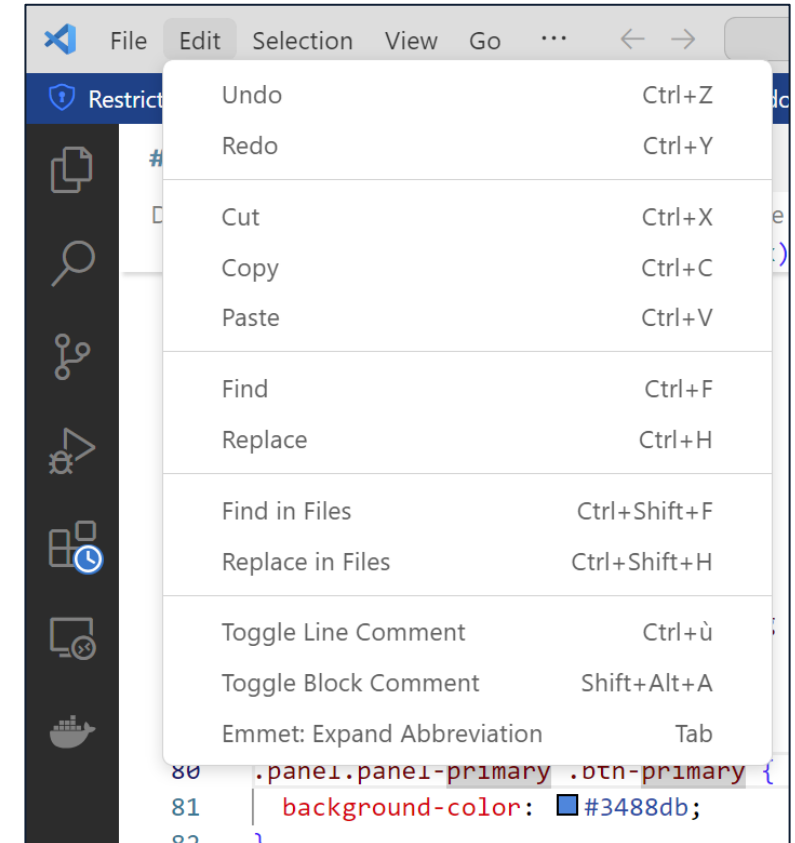 File Edit Selection View Go ···
Restrict
Undo Ctrl+Z
Redo Ctrl+Y
#
Cut Ctrl+X
Copy Ctrl+C
)
Paste Ctrl+V
Find Ctrl+F
Replace Ctrl+H
Find in Files Ctrl+Shift+F
Replace in Files Ctrl+Shift+H
Toggle Line Comment Ctrl+ù
;
Toggle Block Comment Shift+Alt+A
Emmet: Expand Abbreviation Tab
80 .panel.panel-primary .btn-primary {
81 background-color: #3488db;
82 }